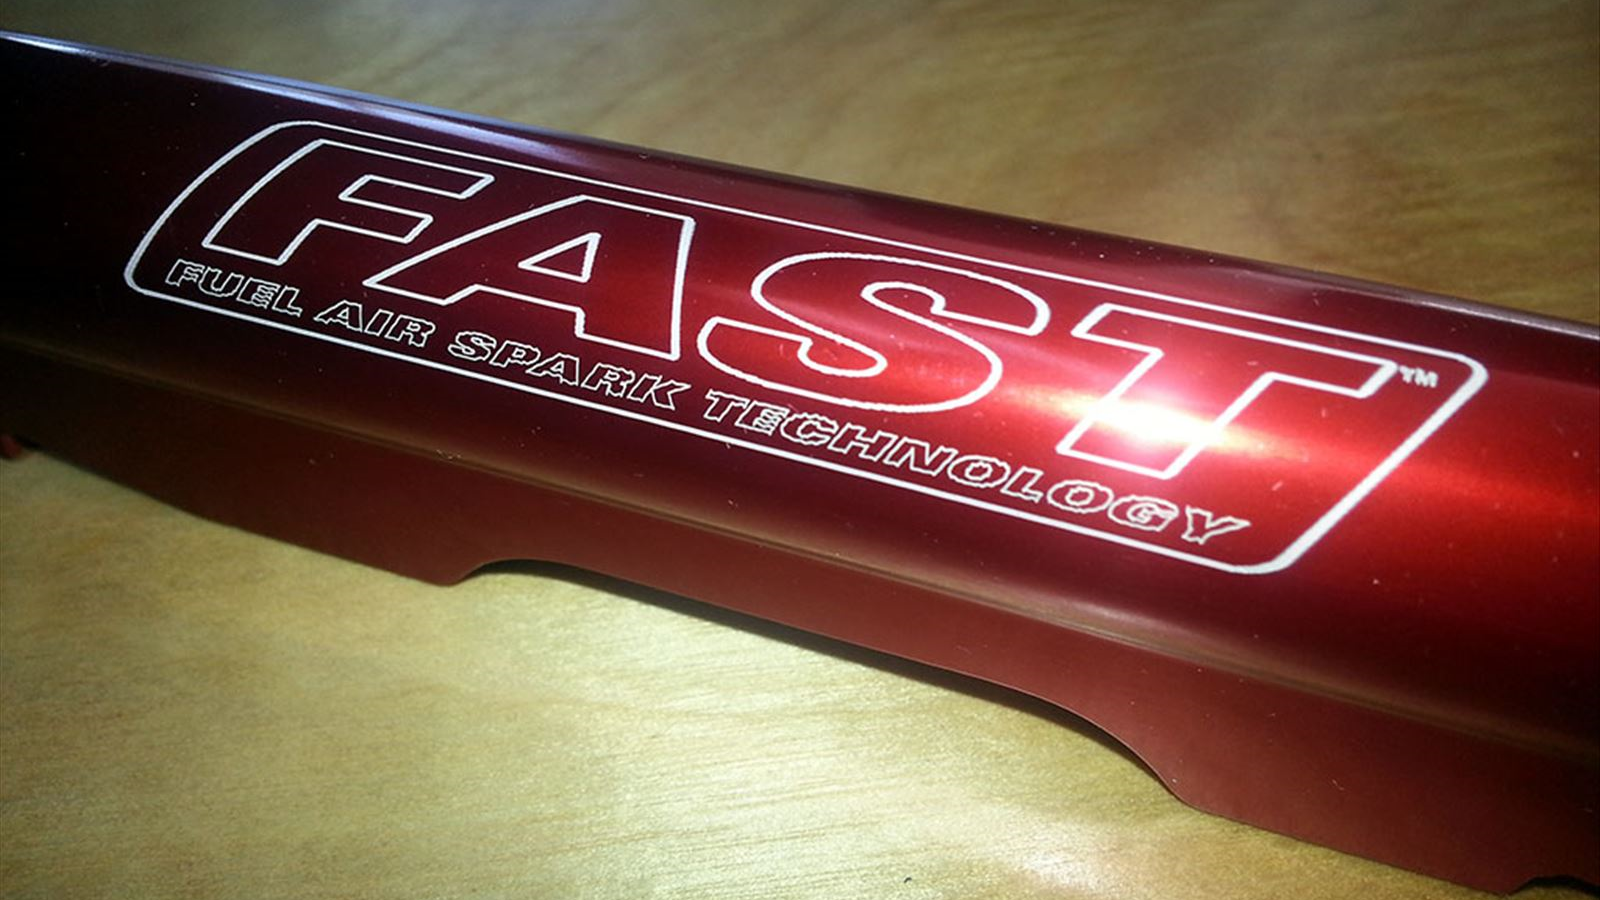 FAST™
FUEL AIR SPARK TECHNOLOGY